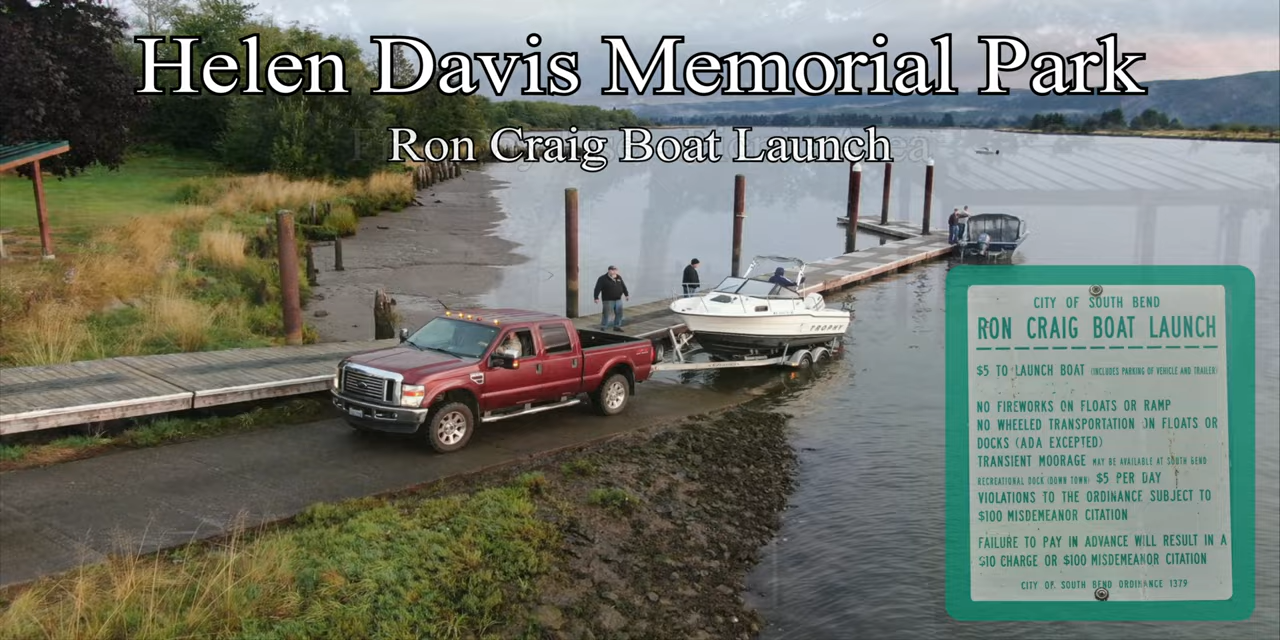 Helen Davis Memorial Park
Ron Craig Boat Launch
TROPHY
CITY OF SOUTH BEND
RON CRAIG BOAT LAUNCH
$5 TO LAUNCH BOAT (INCLUDES PARKING OF VEHICLE AND TRAILER)
NO FIREWORKS ON FLOATS OR RAMP
NO WHEELED TRANSPORTATION ON FLOATS OR
DOCKS (ADA EXCEPTED)
TRANSIENT MOORAGE MAY BE AVAILABLE AT SOUTH BEND
RECREATIONAL DOCK (DOWN TOWN) $5 PER DAY
VIOLATIONS TO THE ORDINANCE SUBJECT TO
$100 MISDEMEANOR CITATION
FAILURE TO PAY IN ADVANCE WILL RESULT IN A
$10 CHARGE OR $100 MISDEMEANOR CITATION
CITY OF SOUTH BEND ORDINANCE 1379